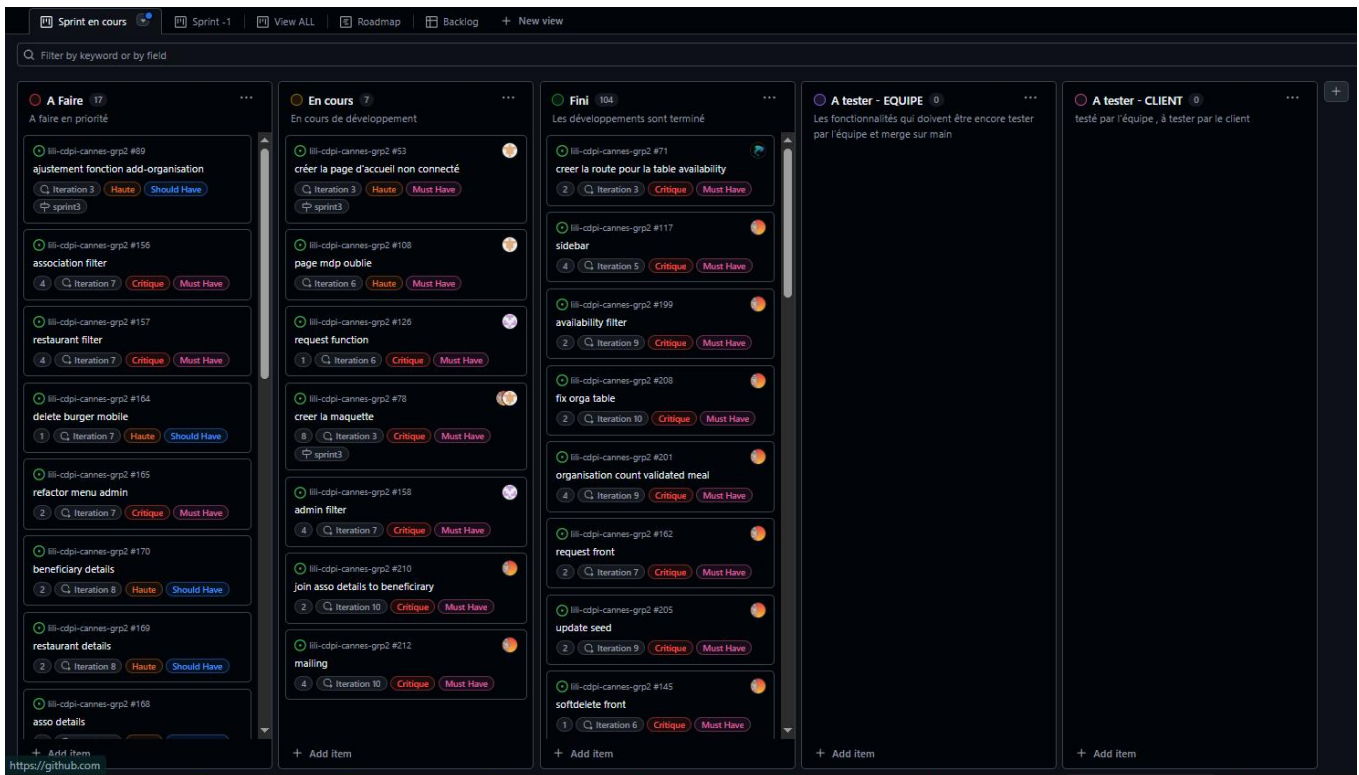 Sprint en cours
Sprint -1
View ALL
Roadmap
Backlog
+ New view
Filter by keyword or by field
A Faire 17
A faire en priorité
lili-cdpi-cannes-grp2 #89
ajustement fonction add-organisation
Iteration 3 Haute Should Have
sprint3
lili-cdpi-cannes-grp2 #156
association filter
4 Iteration 7 Critique Must Have
lili-cdpi-cannes-grp2 #157
restaurant filter
4 Iteration 7 Critique Must Have
lili-cdpi-cannes-grp2 #164
delete burger mobile
1 Iteration 7 Haute Should Have
lili-cdpi-cannes-grp2 #165
refactor menu admin
2 Iteration 7 Critique Must Have
lili-cdpi-cannes-grp2 #170
beneficiary details
2 Iteration 8 Haute Should Have
lili-cdpi-cannes-grp2 #169
restaurant details
2 Iteration 8 Haute Should Have
lili-cdpi-cannes-grp2 #168
asso details
+ Add item
https://github.com
En cours 7
En cours de développement
lili-cdpi-cannes-grp2 #53
créer la page d'accueil non connecté
Iteration 3 Haute Must Have
sprint3
lili-cdpi-cannes-grp2 #108
page mdp oublie
Iteration 6 Haute Must Have
lili-cdpi-cannes-grp2 #126
request function
1 Iteration 6 Critique Must Have
lili-cdpi-cannes-grp2 #78
creer la maquette
8 Iteration 3 Critique Must Have
sprint3
lili-cdpi-cannes-grp2 #158
admin filter
4 Iteration 7 Critique Must Have
lili-cdpi-cannes-grp2 #210
join asso details to beneficirary
2 Iteration 10 Critique Must Have
lili-cdpi-cannes-grp2 #212
mailing
4 Iteration 10 Critique Must Have
+ Add item
Fini 104
Les développements sont terminé
lili-cdpi-cannes-grp2 #71
creer la route pour la table availability
2 Iteration 3 Critique Must Have
lili-cdpi-cannes-grp2 #117
sidebar
4 Iteration 5 Critique Must Have
lili-cdpi-cannes-grp2 #199
availability filter
2 Iteration 9 Critique Must Have
lili-cdpi-cannes-grp2 #208
fix orga table
2 Iteration 10 Critique Must Have
lili-cdpi-cannes-grp2 #201
organisation count validated meal
4 Iteration 9 Critique Must Have
lili-cdpi-cannes-grp2 #162
request front
2 Iteration 7 Critique Must Have
lili-cdpi-cannes-grp2 #205
update seed
2 Iteration 9 Critique Must Have
lili-cdpi-cannes-grp2 #145
softdelete front
1 Iteration 6 Critique Must Have
+ Add item
A tester - EQUIPE 0
Les fonctionnalités qui doivent être encore tester
par l'équipe et merge sur main
+ Add item
A tester - CLIENT 0
testé par l'équipe , à tester par le client
+ Add item